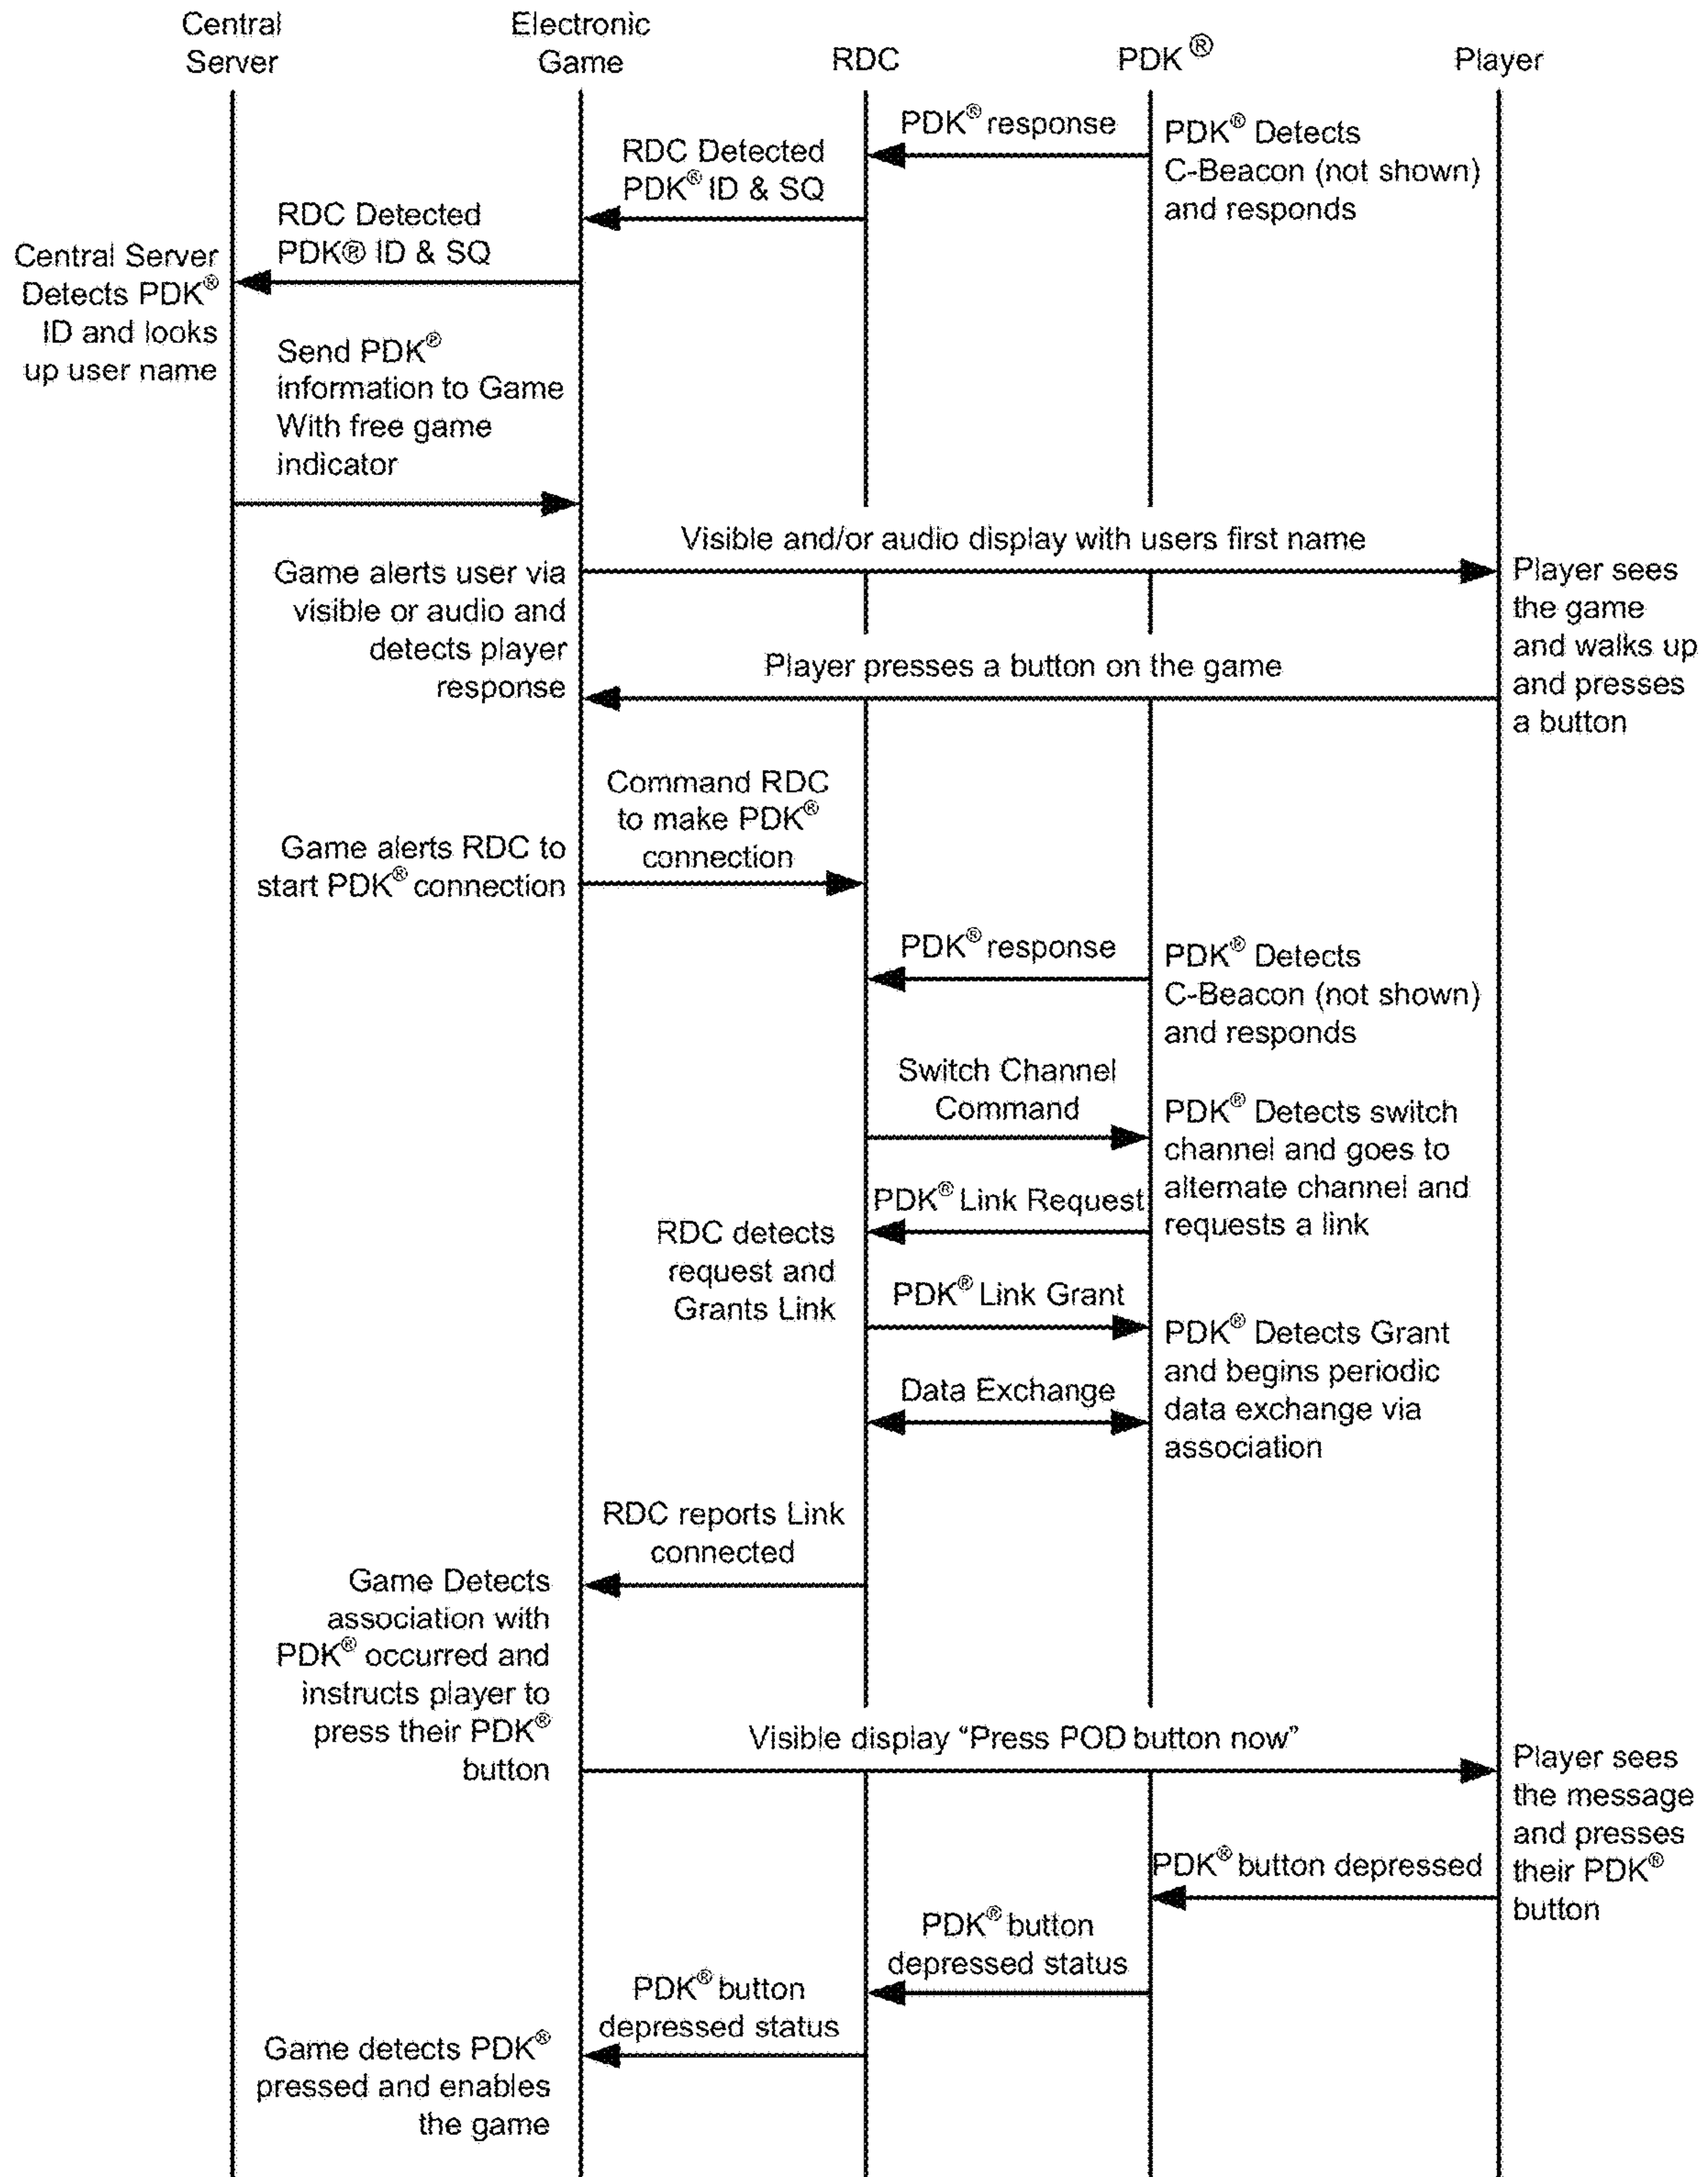 Central
Server
Electronic
Game
RDC
PDK ®
Player
PDK® response
PDK® Detects
C-Beacon (not shown)
and responds
RDC Detected
PDK® ID & SQ
RDC Detected
PDK® ID & SQ
Central Server
Detects PDK®
ID and looks
up user name
Send PDK®
information to Game
With free game
indicator
Visible and/or audio display with users first name
Game alerts user via
visible or audio and
detects player
response
Player sees
the game
and walks up
and presses
a button
Player presses a button on the game
Command RDC
to make PDK®
connection
Game alerts RDC to
start PDK® connection
PDK® response
PDK® Detects
C-Beacon (not shown)
and responds
Switch Channel
Command
PDK® Detects switch
channel and goes to
alternate channel and
requests a link
PDK® Link Request
RDC detects
request and
Grants Link
PDK® Link Grant
PDK® Detects Grant
and begins periodic
data exchange via
association
Data Exchange
RDC reports Link
connected
Game Detects
association with
PDK® occurred and
instructs player to
press their PDK®
button
Visible display “Press POD button now”
Player sees
the message
and presses
their PDK®
button
PDK® button depressed
PDK® button
depressed status
PDK® button
depressed status
Game detects PDK®
pressed and enables
the game